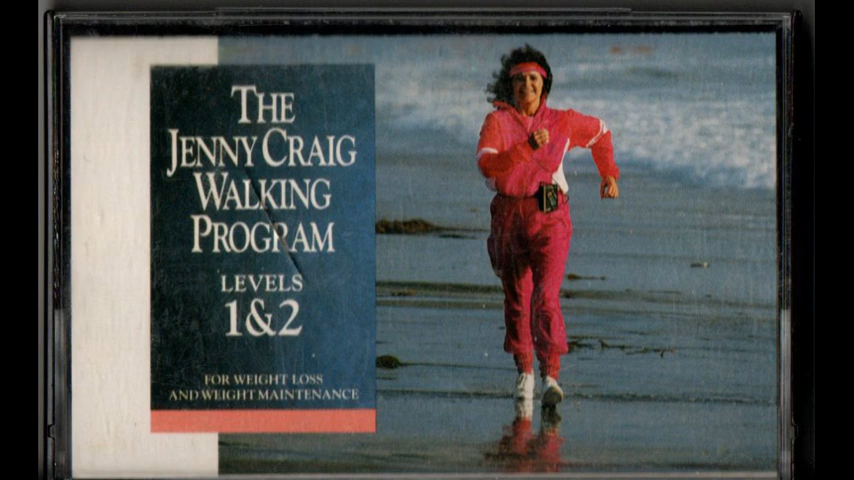 THE
JENNY CRAIG
WALKING
PROGRAM
LEVELS
1&2
FOR WEIGHT LOSS
AND WEIGHT MAINTENANCE